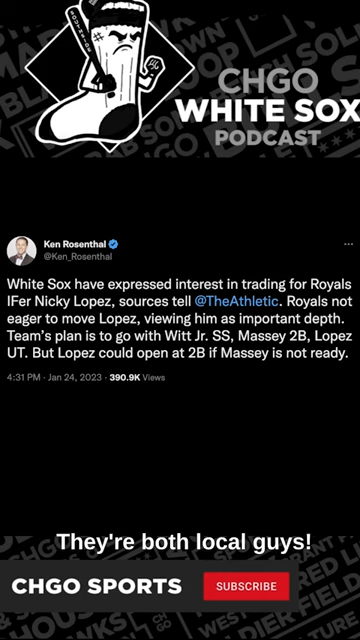 CHGO
WHITE SOX
PODCAST
Ken Rosenthal
@Ken_Rosenthal
White Sox have expressed interest in trading for Royals
IFer Nicky Lopez, sources tell @TheAthletic. Royals not
eager to move Lopez, viewing him as important depth.
Team's plan is to go with Witt Jr. SS, Massey 2B, Lopez
UT. But Lopez could open at 2B if Massey is not ready.
4:31 PM · Jan 24, 2023 · 390.9K Views
They're both local guys!
CHGO SPORTS
SUBSCRIBE